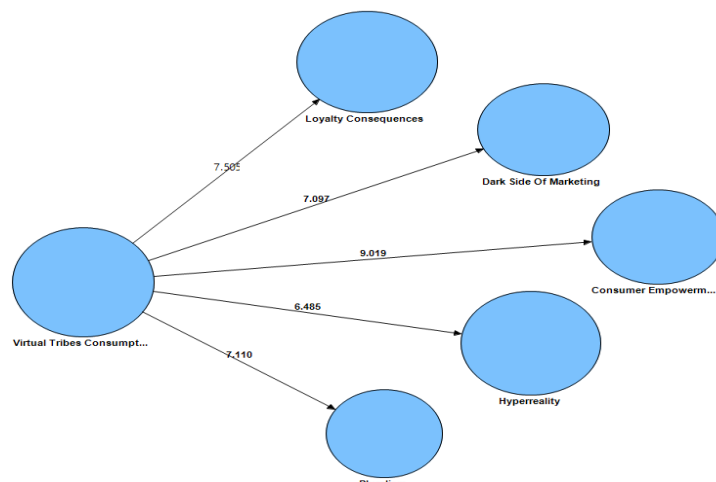 Loyalty Consequences
7.505
Dark Side Of Marketing
7.097
9.019
Consumer Empowerm...
6.485
Virtual Tribes Consumpt...
7.110
Hyperreality